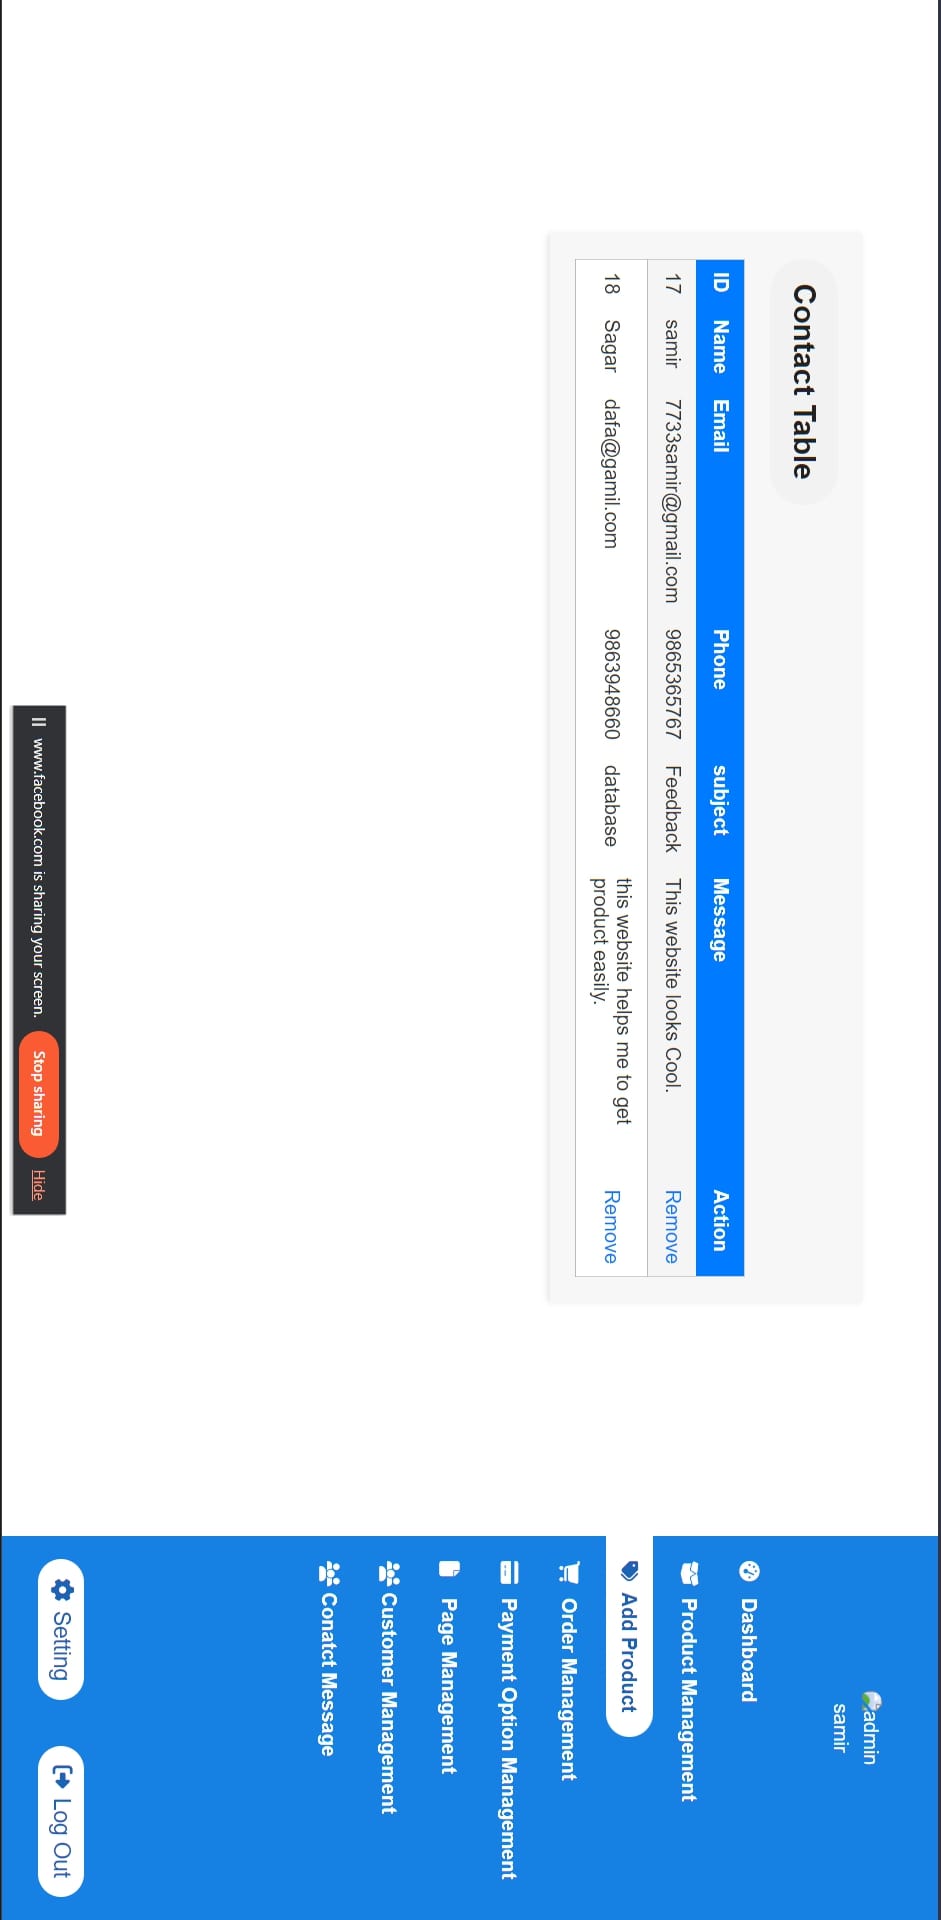 Contact Table
ID Name Email Phone subject Message Action
17 samir 7733samir@gmail.com 9865365767 Feedback This website looks Cool. Remove
18 Sagar dafa@gamil.com 9863948660 database this website helps me to get
product easily. Remove
www.facebook.com is sharing your screen. Stop sharing Hide
admin
samir
Dashboard
Product Management
Add Product
Order Management
Payment Option Management
Page Management
Customer Management
Conatct Message
Setting Log Out